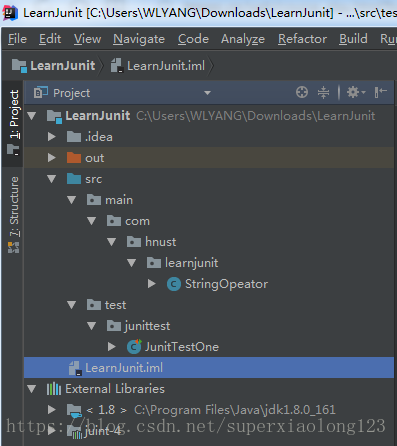 LearnJunit [C:\Users\WLYANG\Downloads\LearnJunit] - ...\src\tes
File Edit View Navigate Code Analyze Refactor Build Run
LearnJunit LearnJunit.iml
1: Project
7: Structure
Project
LearnJunit C:\Users\WLYANG\Downloads\LearnJunit
.idea
out
src
main
com
hnust
learnjunit
StringOpeator
test
junittest
JunitTestOne
LearnJunit.iml
External Libraries
< 1.8 > C:\Program Files\Java\jdk1.8.0_161
junit-4
https://blog.csdn.net/superxiaolong123